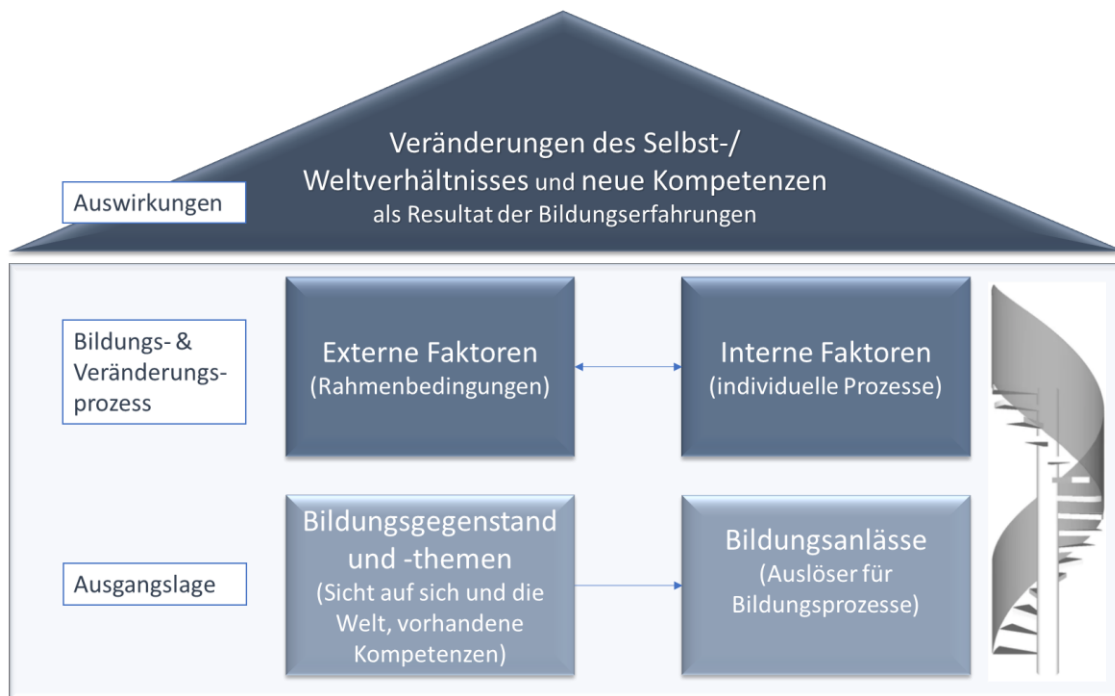 Veränderungen des Selbst-/
Weltverhältnisses und neue Kompetenzen
als Resultat der Bildungserfahrungen
Auswirkungen
Bildungs- &
Veränderungs-
prozess
Externe Faktoren
(Rahmenbedingungen)
Interne Faktoren
(individuelle Prozesse)
Ausgangslage
Bildungsgegenstand
und -themen
(Sicht auf sich und die
Welt, vorhandene
Kompetenzen)
Bildungsanlässe
(Auslöser für
Bildungsprozesse)